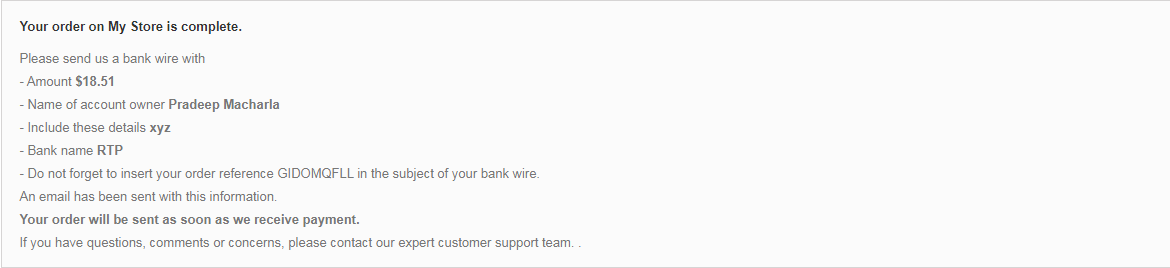 Your order on My Store is complete.
Please send us a bank wire with
- Amount $18.51
- Name of account owner Pradeep Macharla
- Include these details xyz
- Bank name RTP
- Do not forget to insert your order reference GIDOMQFLL in the subject of your bank wire.
An email has been sent with this information.
Your order will be sent as soon as we receive payment.
If you have questions, comments or concerns, please contact our expert customer support team. .